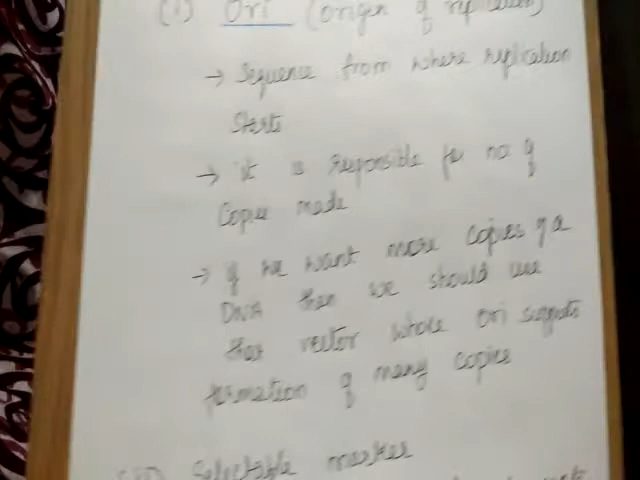 (i) Ori (origin of replication)
→ Sequence from where replication
starts
→ it is responsible for no of
copies made
→ if we want more copies of a
DNA then we should use
that vector whose ori supports
formation of many copies
(ii) Selectable marker